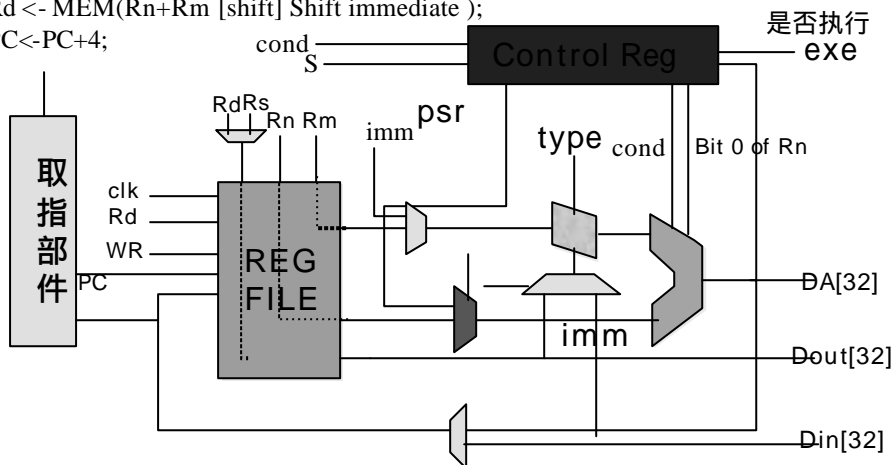 Rd <- MEM(Rn+Rm [shift] Shift immediate );
PC<-PC+4;
是否执行
cond
exe
S
Control Reg
Rd Rs
Rn Rm
imm
psr
type
cond
Bit 0 of Rn
取指部件
clk
Rd
WR
PC
REG
FILE
DA[32]
imm
Dout[32]
Din[32]